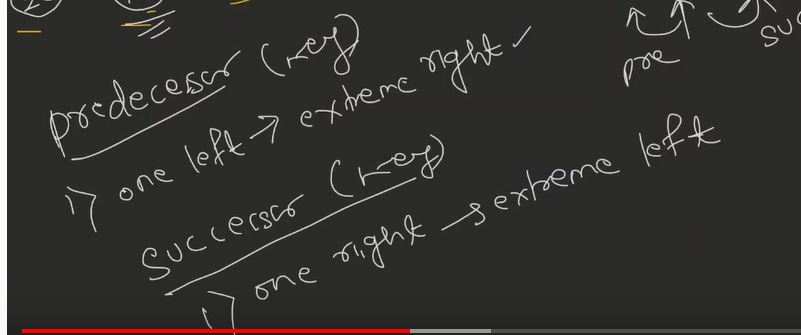 pre
suc
predecessor (key)
1) one left → extreme right ✓
successor (key)
1) one right → extreme left